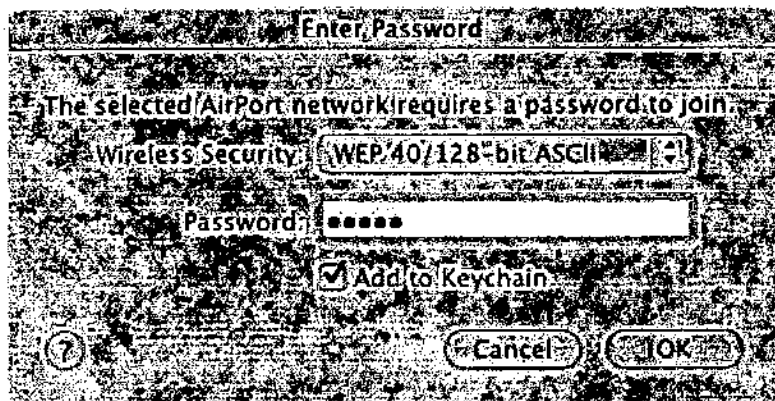 Enter Password
The selected AirPort network requires a password to join.
Wireless Security: WEP 40/128-bit ASCII
Password: •••••
Add to Keychain
? Cancel OK